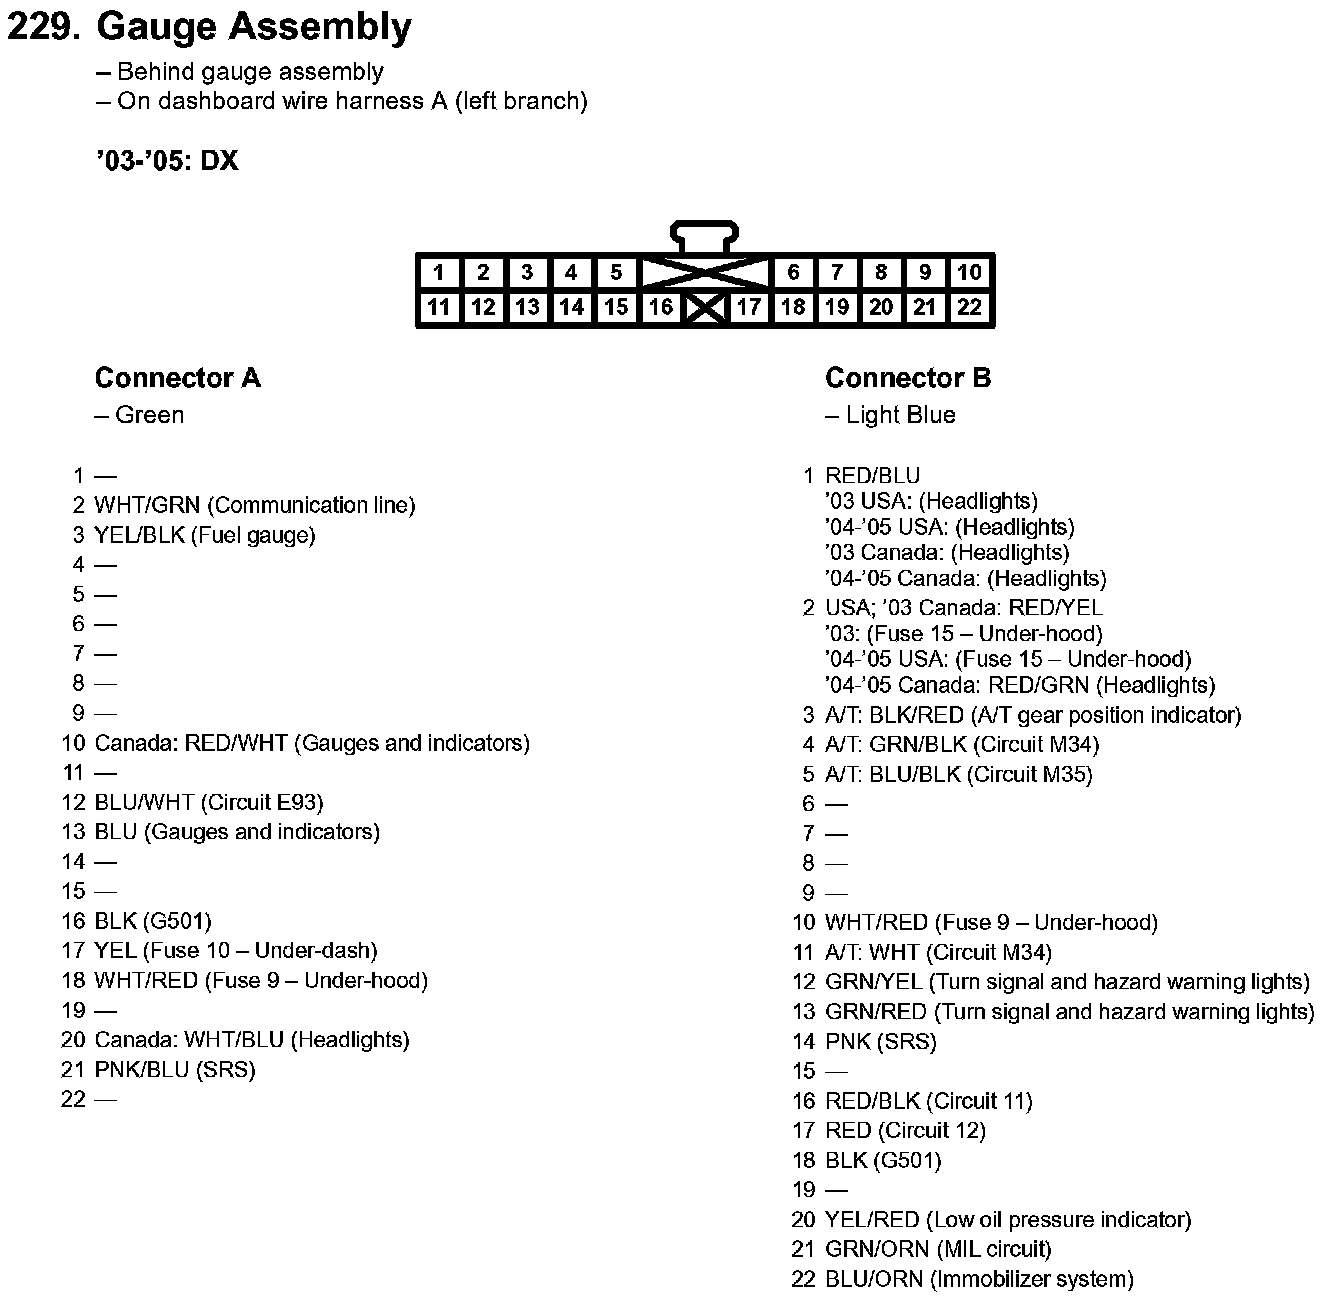 229. Gauge Assembly
– Behind gauge assembly
– On dashboard wire harness A (left branch)
’03-’05: DX
1 2 3 4 5 6 7 8 9 10
11 12 13 14 15 16 17 18 19 20 21 22
Connector A
– Green
1 —
2 WHT/GRN (Communication line)
3 YEL/BLK (Fuel gauge)
4 —
5 —
6 —
7 —
8 —
9 —
10 Canada: RED/WHT (Gauges and indicators)
11 —
12 BLU/WHT (Circuit E93)
13 BLU (Gauges and indicators)
14 —
15 —
16 BLK (G501)
17 YEL (Fuse 10 – Under-dash)
18 WHT/RED (Fuse 9 – Under-hood)
19 —
20 Canada: WHT/BLU (Headlights)
21 PNK/BLU (SRS)
22 —
Connector B
– Light Blue
1 RED/BLU
’03 USA: (Headlights)
’04-’05 USA: (Headlights)
’03 Canada: (Headlights)
’04-’05 Canada: (Headlights)
2 USA; ’03 Canada: RED/YEL
’03: (Fuse 15 – Under-hood)
’04-’05 USA: (Fuse 15 – Under-hood)
’04-’05 Canada: RED/GRN (Headlights)
3 A/T: BLK/RED (A/T gear position indicator)
4 A/T: GRN/BLK (Circuit M34)
5 A/T: BLU/BLK (Circuit M35)
6 —
7 —
8 —
9 —
10 WHT/RED (Fuse 9 – Under-hood)
11 A/T: WHT (Circuit M34)
12 GRN/YEL (Turn signal and hazard warning lights)
13 GRN/RED (Turn signal and hazard warning lights)
14 PNK (SRS)
15 —
16 RED/BLK (Circuit 11)
17 RED (Circuit 12)
18 BLK (G501)
19 —
20 YEL/RED (Low oil pressure indicator)
21 GRN/ORN (MIL circuit)
22 BLU/ORN (Immobilizer system)